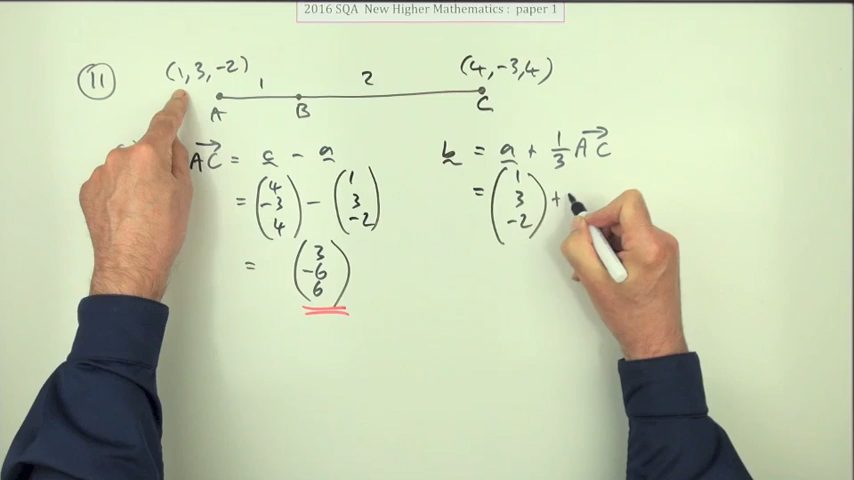 2016 SQA New Higher Mathematics : paper 1
11 (1, 3, -2) 1 2 (4, -3, 4)
A B C
AC = c - a
= (4 -3 4) - (1 3 -2)
= (3 -6 6)
b = a + 1/3 AC
= (1 3 -2) +